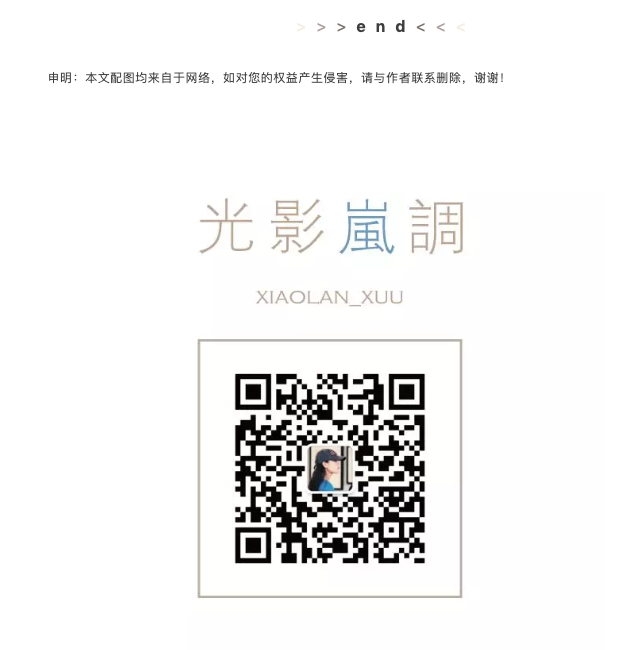 > > > end < < <
申明：本文配图均来自于网络，如对您的权益产生侵害，请与作者联系删除，谢谢！
光影嵐調
XIAOLAN_XUU